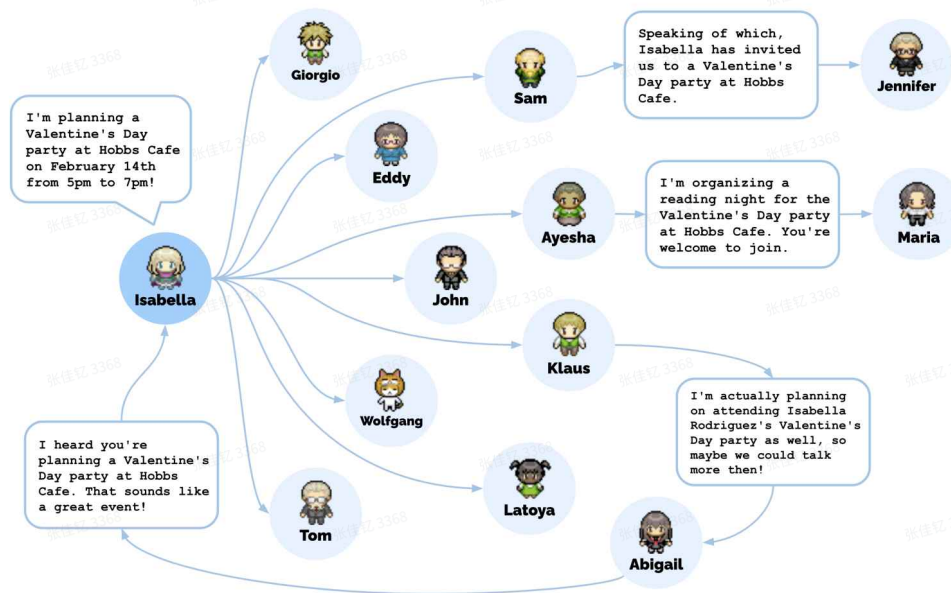 Giorgio
Sam
Speaking of which,
Isabella has invited
us to a Valentine's
Day party at Hobbs
Cafe.
Jennifer
I'm planning a
Valentine's Day
party at Hobbs Cafe
on February 14th
from 5pm to 7pm!
Eddy
Ayesha
I'm organizing a
reading night for the
Valentine's Day party
at Hobbs Cafe. You're
welcome to join.
Maria
Isabella
John
Klaus
Wolfgang
I'm actually planning
on attending Isabella
Rodriguez's Valentine's
Day party as well, so
maybe we could talk
more then!
I heard you're
planning a Valentine's
Day party at Hobbs
Cafe. That sounds like
a great event!
Tom
Latoya
Abigail
张佳钇 3368